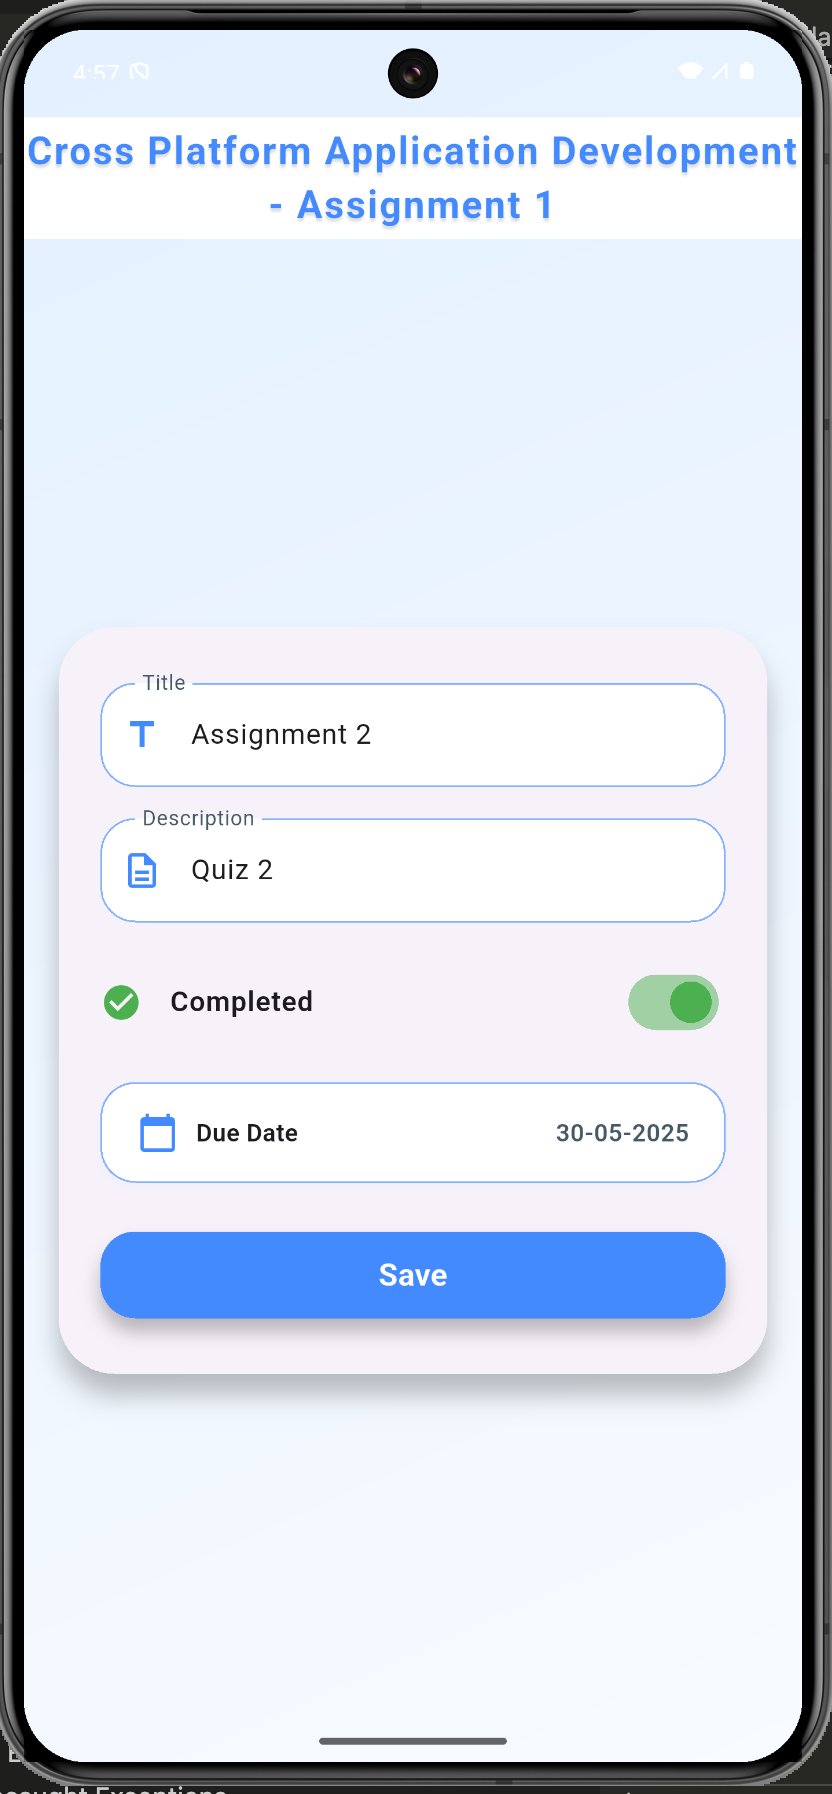 4:57
Cross Platform Application Development
- Assignment 1
Title
Assignment 2
Description
Quiz 2
Completed
Due Date 30-05-2025
Save